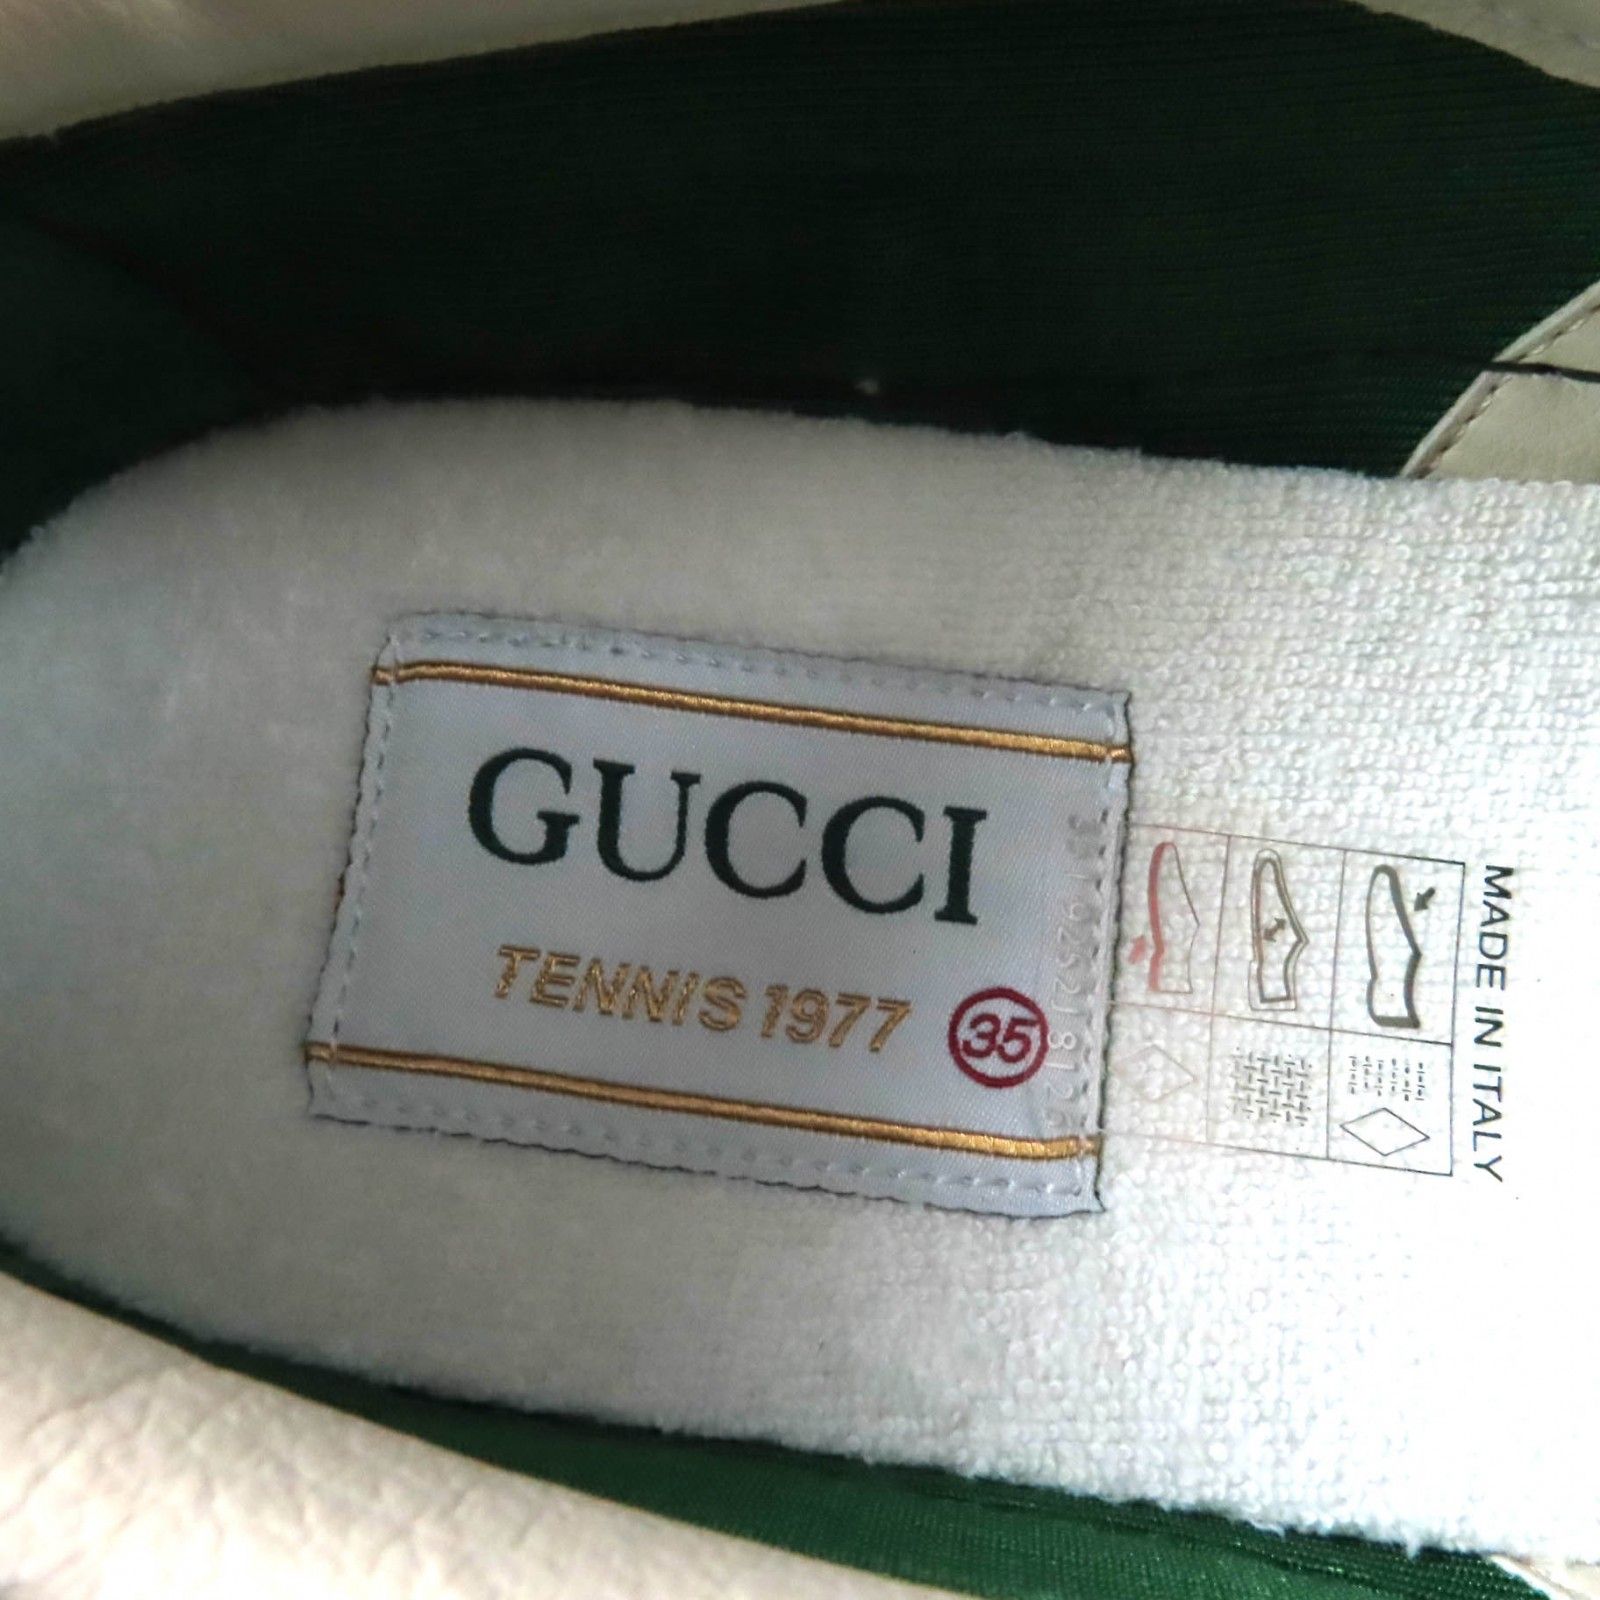 GUCCI
TENNIS 1977
35
MADE IN ITALY